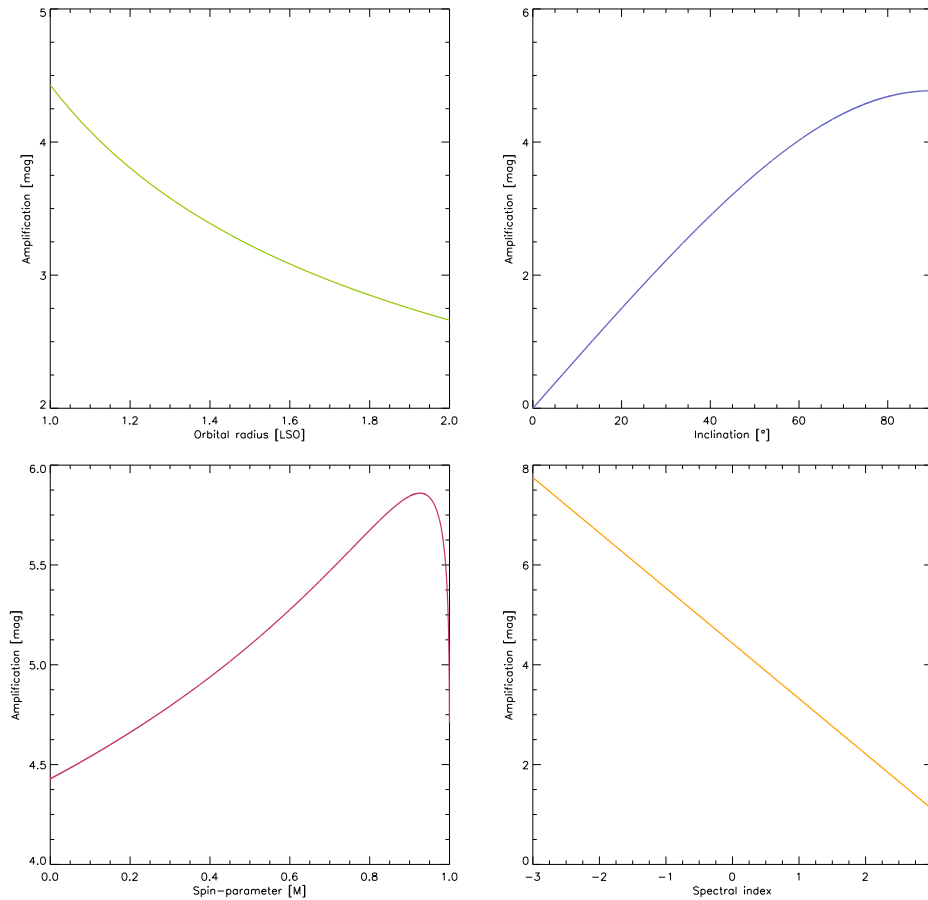 5
4
3
2
Amplification [mag]
1.0 1.2 1.4 1.6 1.8 2.0
Orbital radius [LSO]
6
4
2
0
Amplification [mag]
0 20 40 60 80
Inclination [°]
6.0
5.5
5.0
4.5
4.0
Amplification [mag]
0.0 0.2 0.4 0.6 0.8 1.0
Spin-parameter [M]
8
6
4
2
0
Amplification [mag]
-3 -2 -1 0 1 2
Spectral index